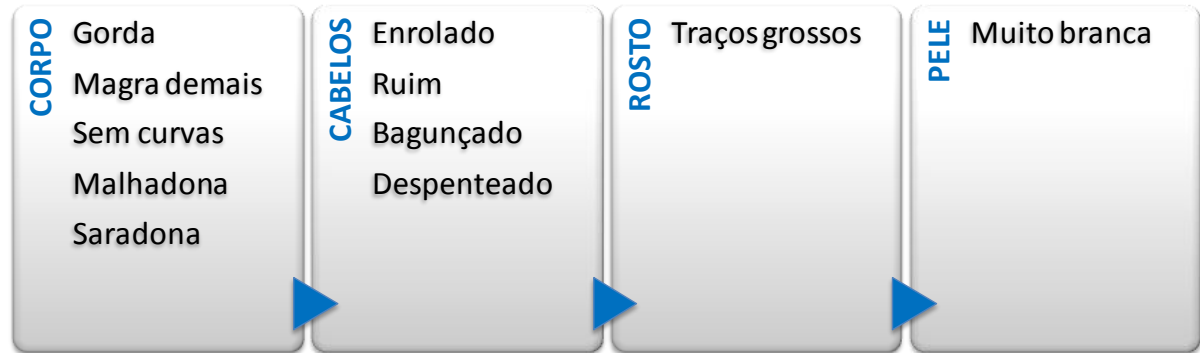 CORPO
Gorda
Magra demais
Sem curvas
Malhadona
Saradona
CABELOS
Enrolado
Ruim
Bagunçado
Despenteado
ROSTO
Traços grossos
PELE
Muito branca